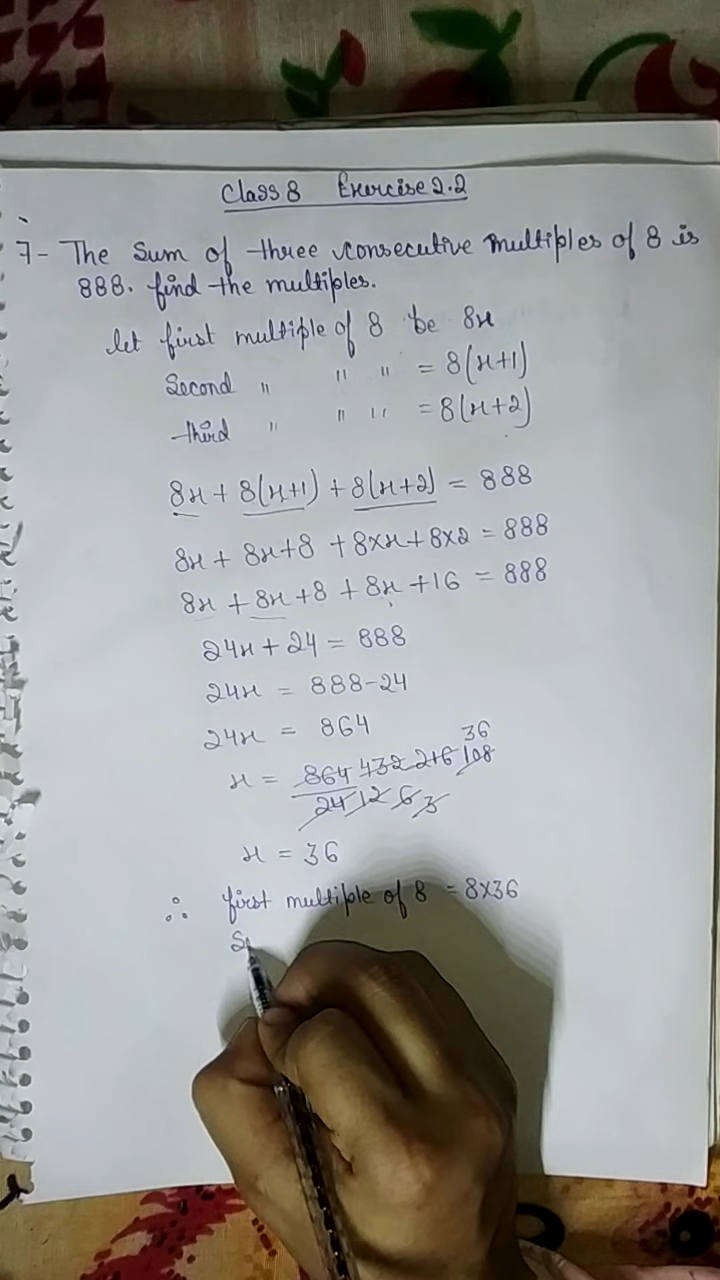 Class 8 Exercise 2.2
7- The sum of three consecutive multiples of 8 is
888. find the multiples.
let first multiple of 8 be 8x
Second " " " = 8(x+1)
third " " " = 8(x+2)
8x + 8(x+1) + 8(x+2) = 888
8x + 8x+8 + 8×x+8×2 = 888
8x + 8x+8 + 8x +16 = 888
24x + 24 = 888
24x = 888-24
24x = 864
36
x = 864 432 216 108
24 12 6 3
x = 36
∴ first multiple of 8 = 8×36
Se